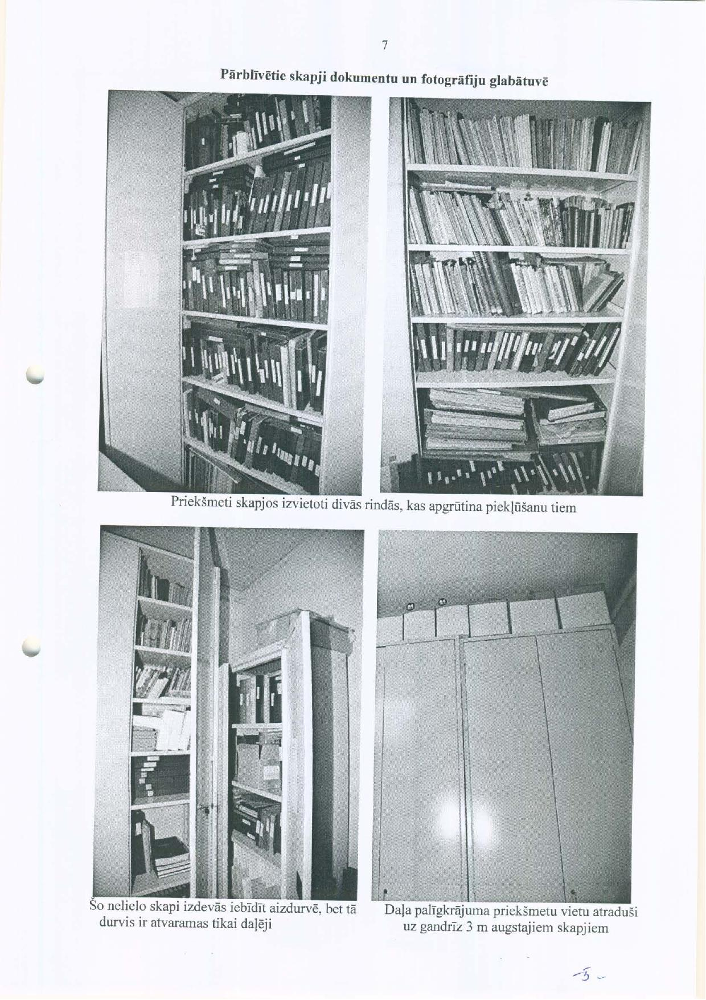 7
Pārblīvētie skapji dokumentu un fotogrāfiju glabātuvē
Priekšmeti skapjos izvietoti divās rindās, kas apgrūtina piekļūšanu tiem
8
9
Šo nelielo skapi izdevās iebīdīt aizdurvē, bet tā
durvis ir atvaramas tikai daļēji
Daļa palīgkrājuma priekšmetu vietu atraduši
uz gandrīz 3 m augstajiem skapjiem
-5-